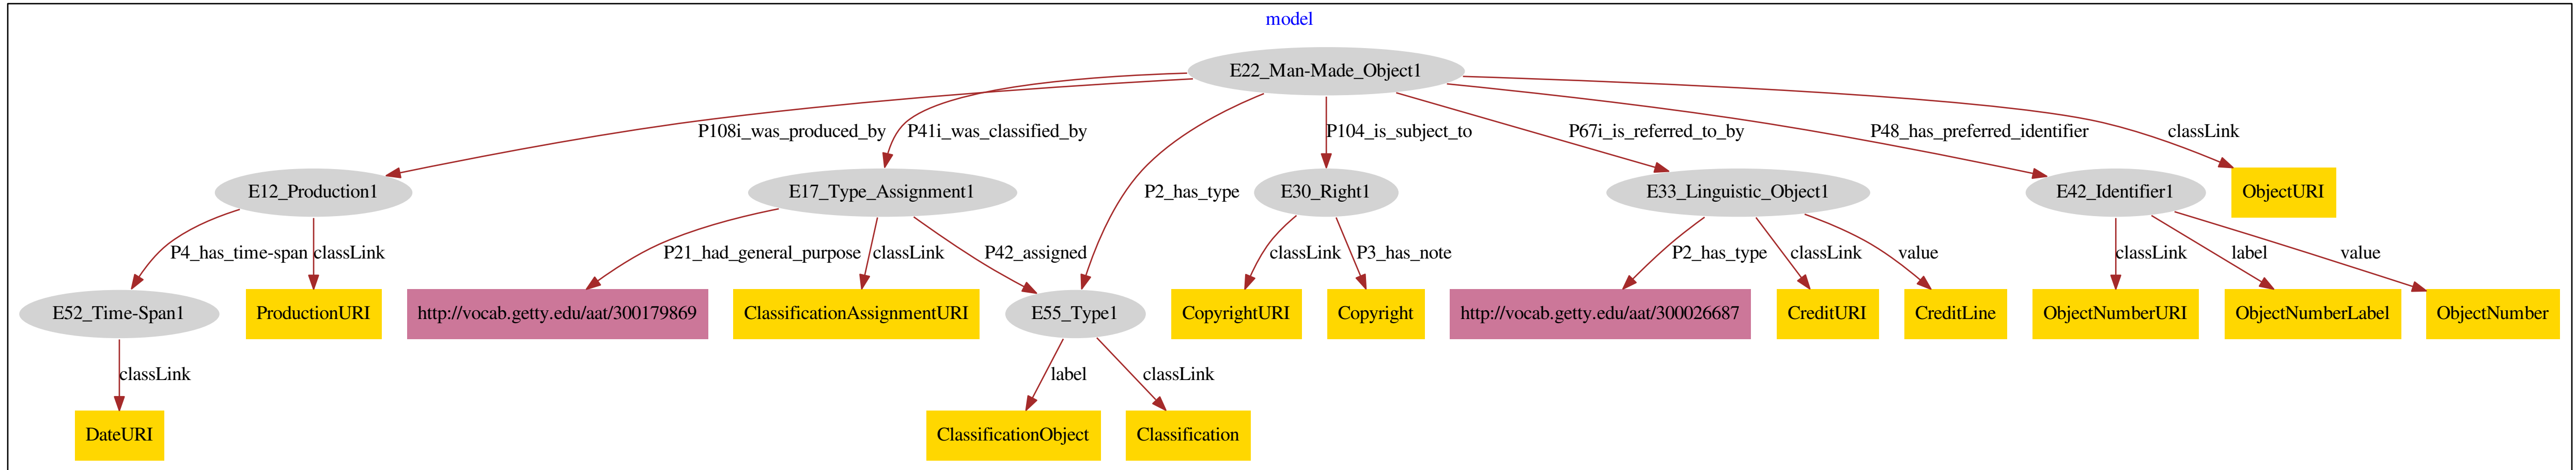 model
E22_Man-Made_Object1
P108i_was_produced_by
P41i_was_classified_by
P104_is_subject_to
P67i_is_referred_to_by
P48_has_preferred_identifier
classLink
E12_Production1
E17_Type_Assignment1
P2_has_type
E30_Right1
E33_Linguistic_Object1
E42_Identifier1
ObjectURI
P4_has_time-span
classLink
P21_had_general_purpose
classLink
P42_assigned
classLink
P3_has_note
P2_has_type
classLink
value
classLink
label
value
E52_Time-Span1
ProductionURI
http://vocab.getty.edu/aat/300179869
ClassificationAssignmentURI
E55_Type1
CopyrightURI
Copyright
http://vocab.getty.edu/aat/300026687
CreditURI
CreditLine
ObjectNumberURI
ObjectNumberLabel
ObjectNumber
classLink
label
classLink
DateURI
ClassificationObject
Classification